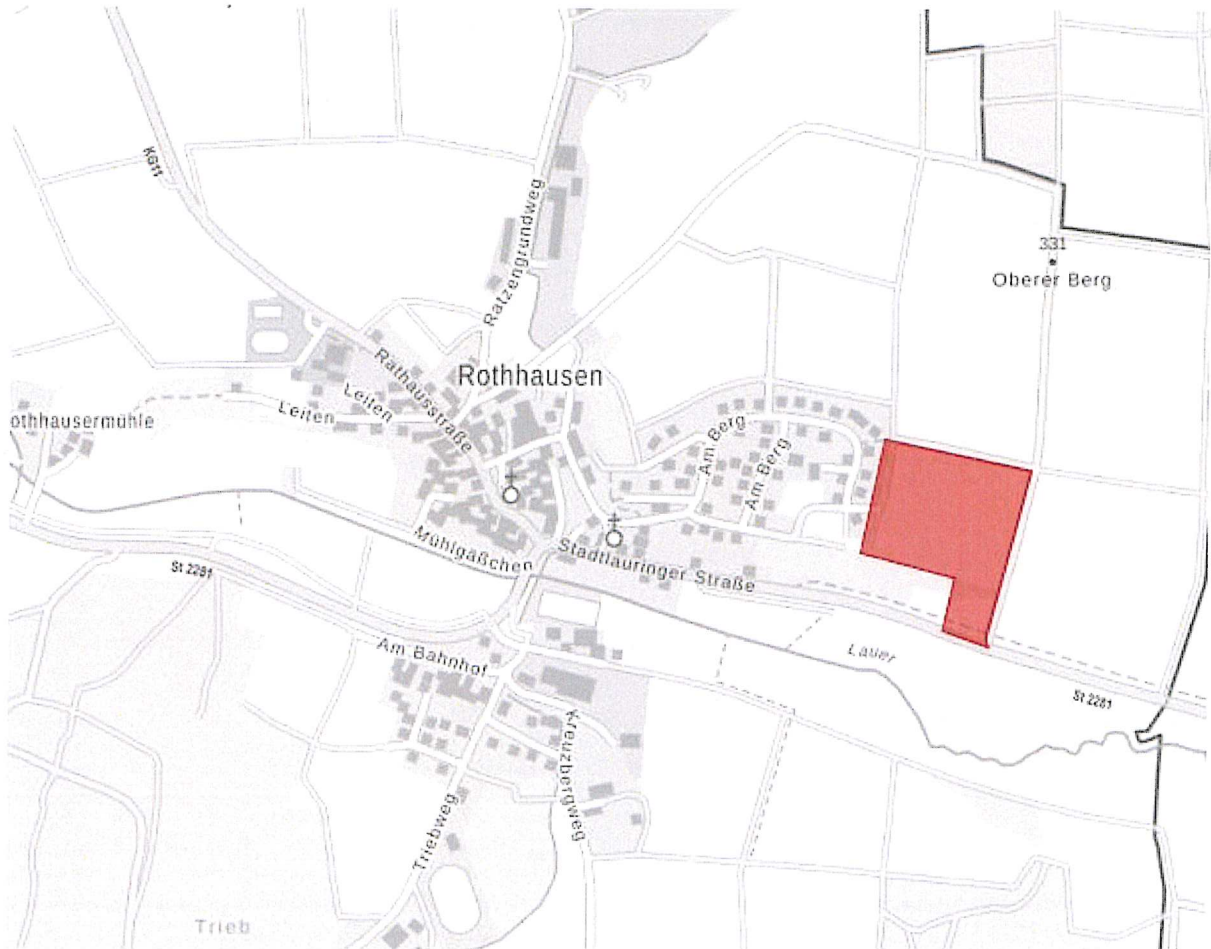 KG11
Ratzengrundweg
331
Oberer Berg
Rathausstraße
Rothhausen
Leiten
Leiten
othhausermühle
Am Berg
Am Berg
Mühlgäßchen
Stadtlauringer Straße
St 2281
Am Bahnhof
Lauer
St 2281
Kreuzbergweg
Triebweg
Trieb